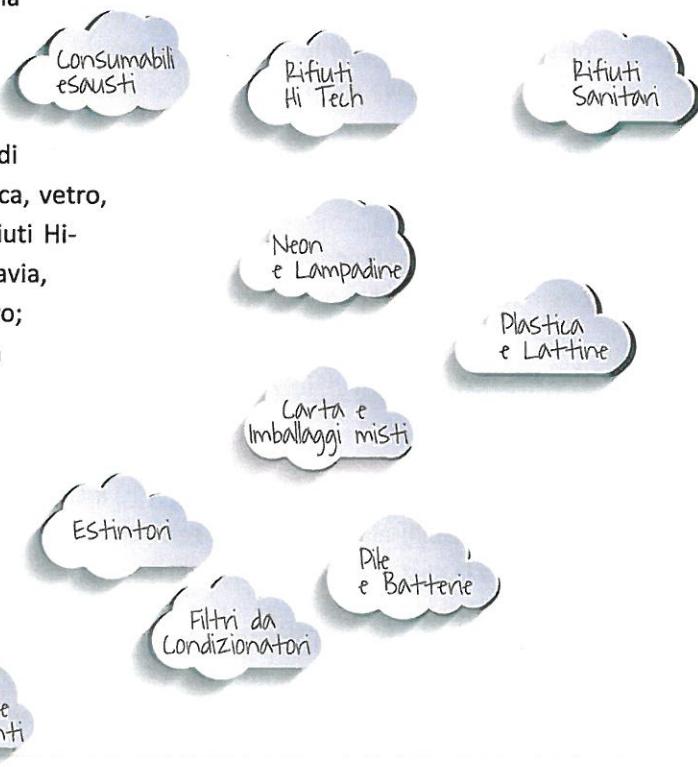 Consumabili
esausti
Rifiuti
Hi Tech
Rifiuti
Sanitari
di
ca, vetro,
iuti Hi-
avia,
o;
Neon
e Lampadine
Plastica
e Lattine
Carta e
Imballaggi misti
Estintori
Pile
e Batterie
Filtri da
Condizionatori
e
nti